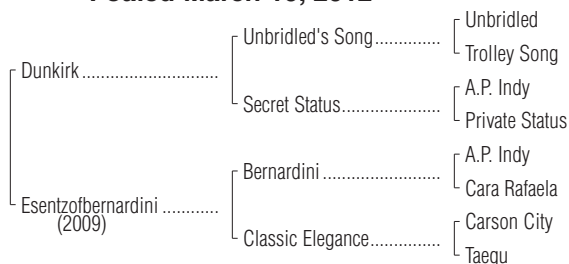 Foaled March 2012
Unbridled
Unbridled's Song..............
Trolley Song
Dunkirk.............................
A.P. Indy
Secret Status.....................
Private Status
A.P. Indy
Bernardini .........................
Cara Rafaela
Esentzofbernardini ............
(2009)
Carson City
Classic Elegance...............
Taegu